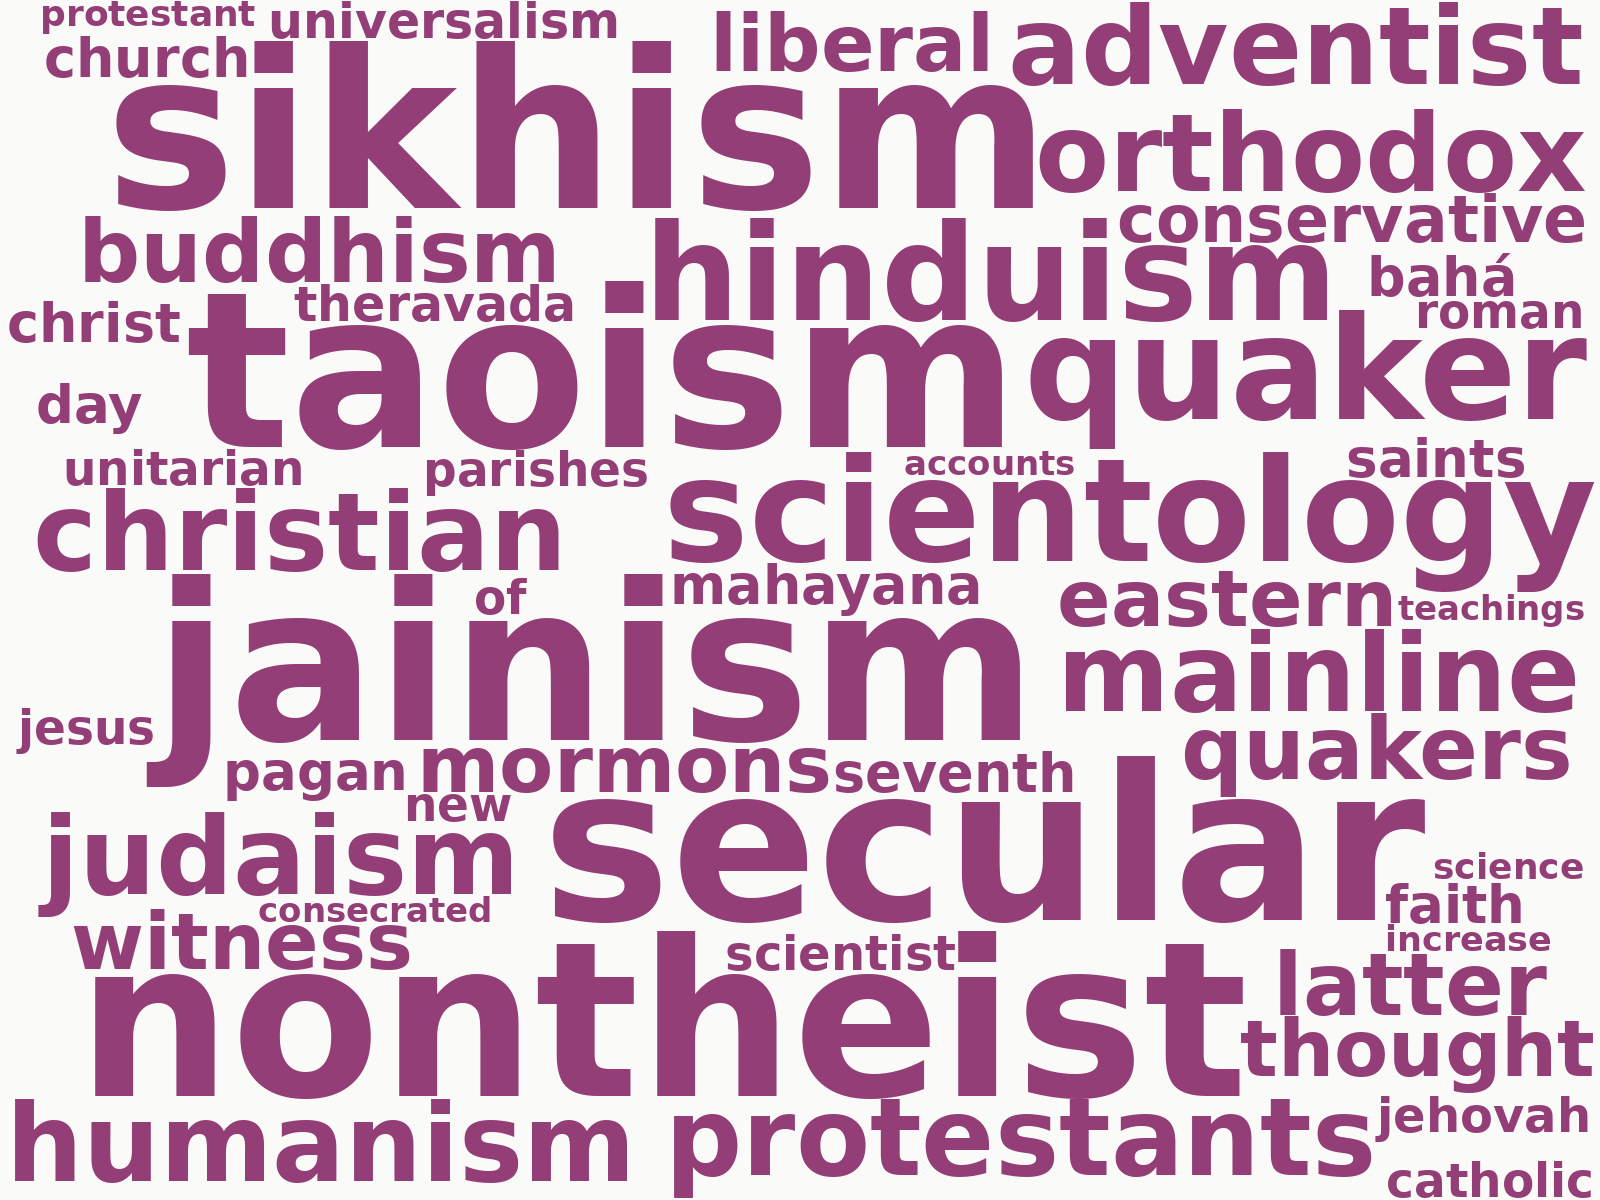 protestant
universalism
liberal
adventist
church
sikhism
orthodox
conservative
buddhism
hinduism
bahá
theravada
roman
christ
taoism
quaker
day
unitarian
parishes
accounts
saints
christian
scientology
of
mahayana
eastern
teachings
jainism
mainline
jesus
quakers
pagan
mormons
seventh
new
secular
judaism
science
faith
consecrated
witness
increase
scientist
nontheist
latter
thought
humanism
protestants
jehovah
catholic